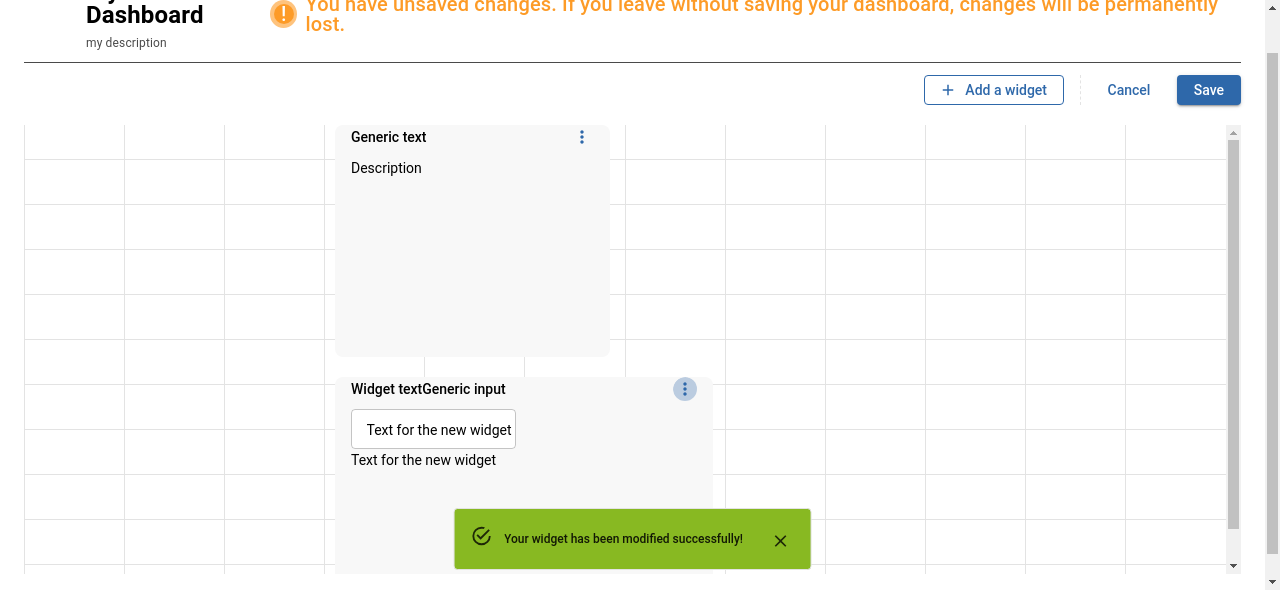 Dashboard
my description
You have unsaved changes. If you leave without saving your dashboard, changes will be permanently
lost.
Add a widget
Cancel
Save
Generic text
Description
Widget textGeneric input
Text for the new widget
Text for the new widget
Your widget has been modified successfully!